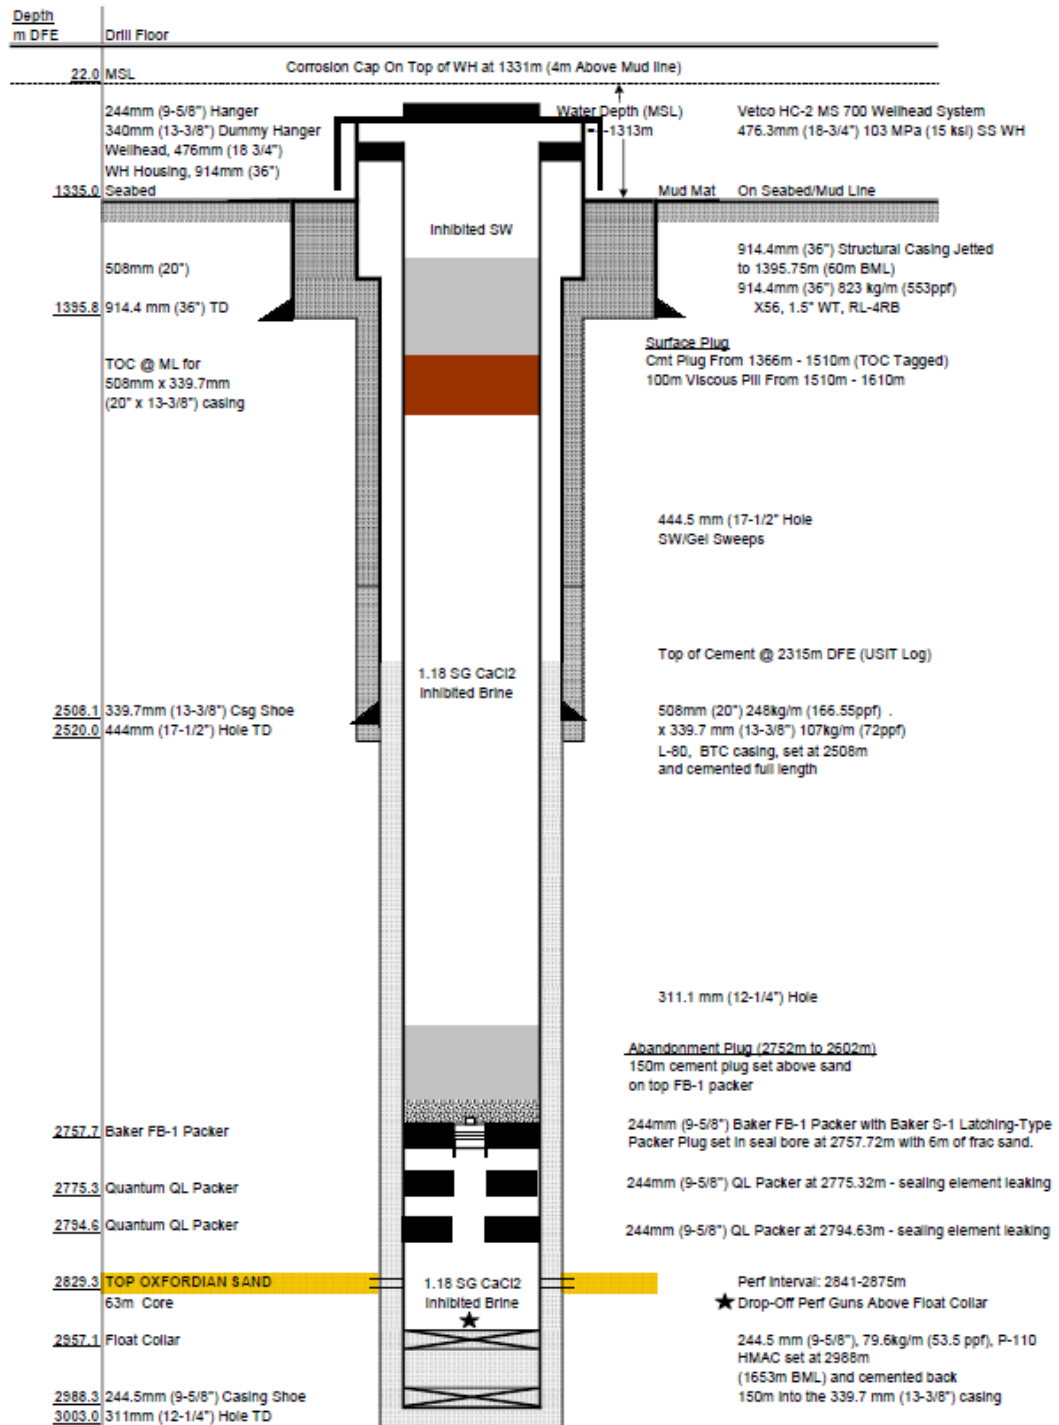 Depth
m DFE Drill Floor
Corrosion Cap On Top of WH at 1331m (4m Above Mud line)
22.0 MSL
244mm (9-5/8") Hanger Water Depth (MSL) Vetco HC-2 MS 700 Wellhead System
340mm (13-3/8") Dummy Hanger ~1313m 476.3mm (18-3/4") 103 MPa (15 ksi) SS WH
Wellhead, 476mm (18 3/4")
WH Housing, 914mm (36")
1335.0 Seabed Mud Mat On Seabed/Mud Line
Inhibited SW
914.4mm (36") Structural Casing Jetted
508mm (20") to 1395.75m (60m BML)
914.4mm (36") 823 kg/m (553ppf)
1395.8 914.4 mm (36") TD X56, 1.5" WT, RL-4RB
Surface Plug
TOC @ ML for Cmt Plug From 1366m - 1510m (TOC Tagged)
508mm x 339.7mm 100m Viscous Pill From 1510m - 1610m
(20" x 13-3/8") casing
444.5 mm (17-1/2" Hole
SW/Gel Sweeps
Top of Cement @ 2315m DFE (USIT Log)
1.18 SG CaCl2
Inhibited Brine
2508.1 339.7mm (13-3/8") Csg Shoe 508mm (20") 248kg/m (166.55ppf) .
2520.0 444mm (17-1/2") Hole TD x 339.7 mm (13-3/8") 107kg/m (72ppf)
L-80, BTC casing, set at 2508m
and cemented full length
311.1 mm (12-1/4") Hole
Abandonment Plug (2752m to 2602m)
150m cement plug set above sand
on top FB-1 packer
244mm (9-5/8") Baker FB-1 Packer with Baker S-1 Latching-Type
2757.7 Baker FB-1 Packer Packer Plug set in seal bore at 2757.72m with 6m of frac sand.
2775.3 Quantum QL Packer 244mm (9-5/8") QL Packer at 2775.32m - sealing element leaking
2794.6 Quantum QL Packer 244mm (9-5/8") QL Packer at 2794.63m - sealing element leaking
2829.3 TOP OXFORDIAN SAND 1.18 SG CaCl2 Perf Interval: 2841-2875m
63m Core Inhibited Brine Drop-Off Perf Guns Above Float Collar
2957.1 Float Collar 244.5 mm (9-5/8"), 79.6kg/m (53.5 ppf), P-110
HMAC set at 2988m
(1653m BML) and cemented back
2988.3 244.5mm (9-5/8") Casing Shoe 150m into the 339.7 mm (13-3/8") casing
3003.0 311mm (12-1/4") Hole TD